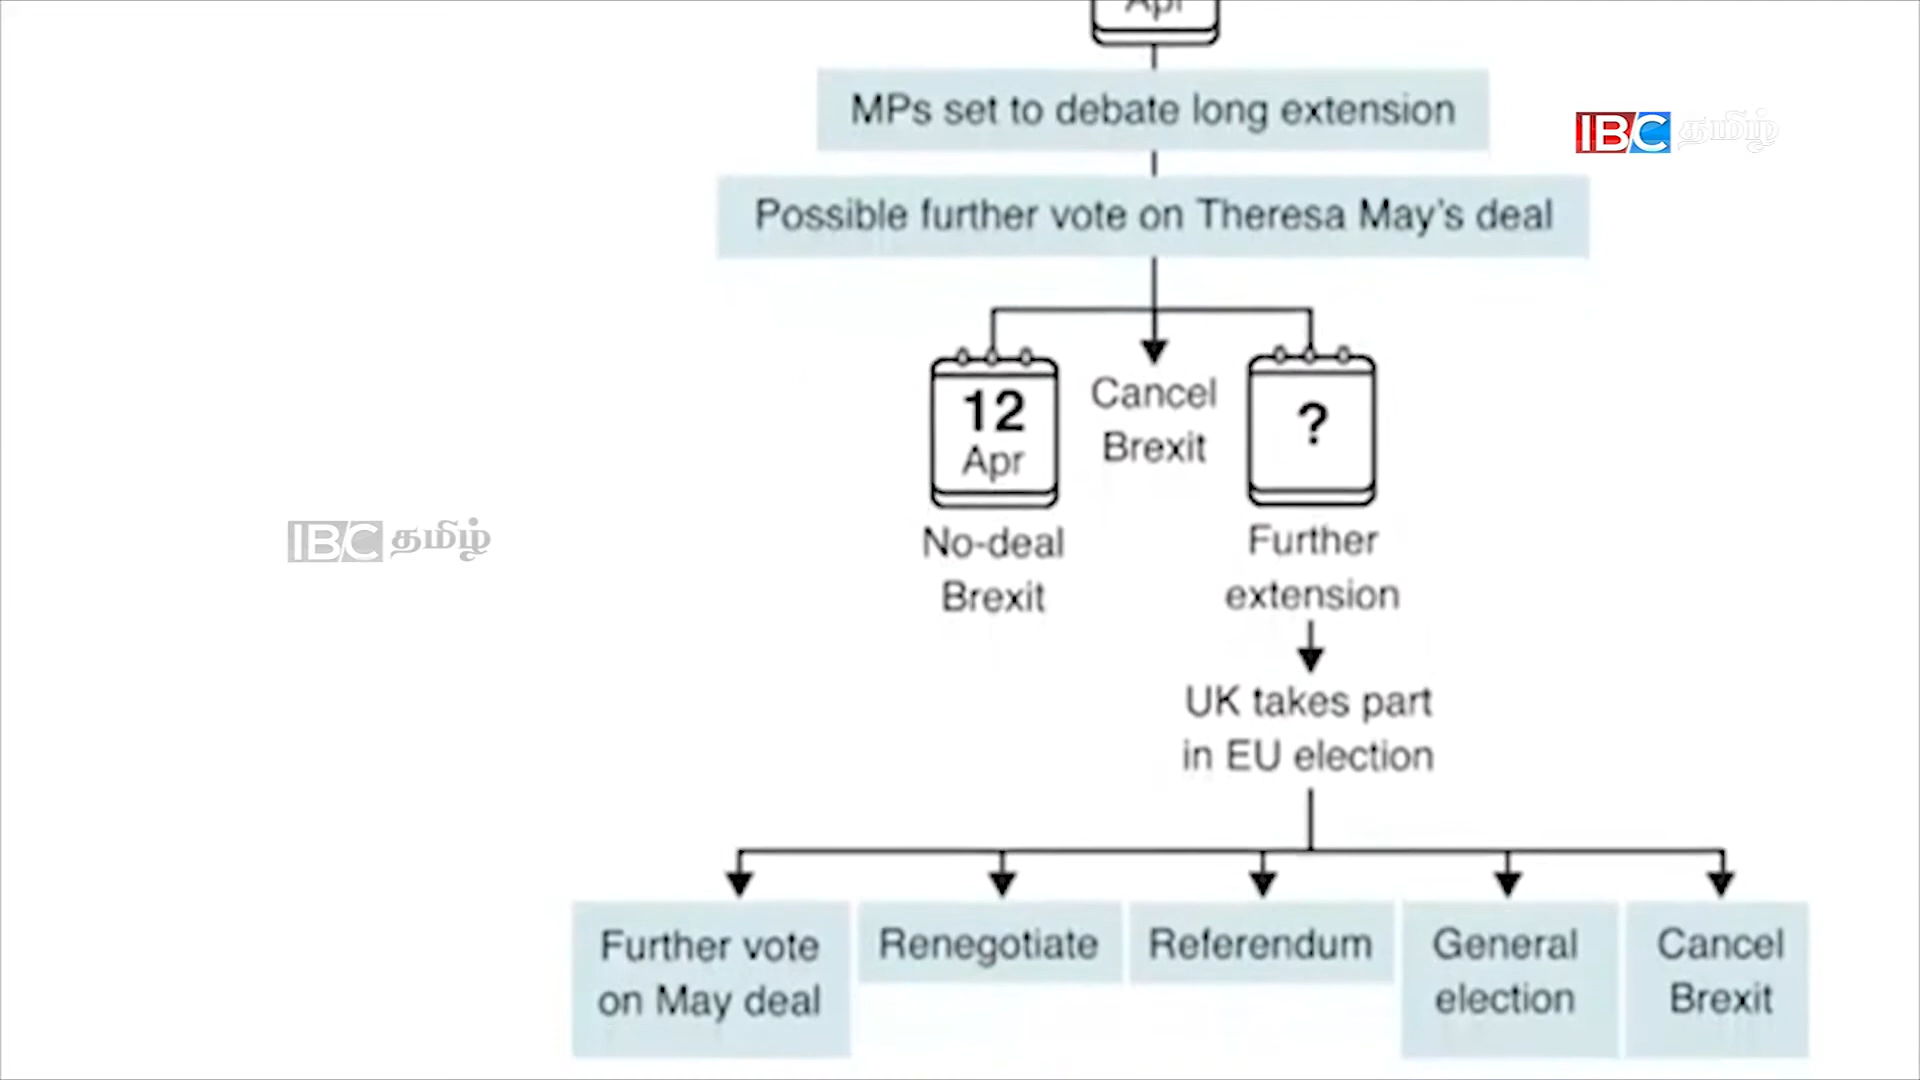 Apr
MPs set to debate long extension
IBC தமிழ்
Possible further vote on Theresa May's deal
12
Apr
Cancel
Brexit
?
No-deal
Brexit
Further
extension
IBC தமிழ்
UK takes part
in EU election
Further vote
on May deal
Renegotiate
Referendum
General
election
Cancel
Brexit